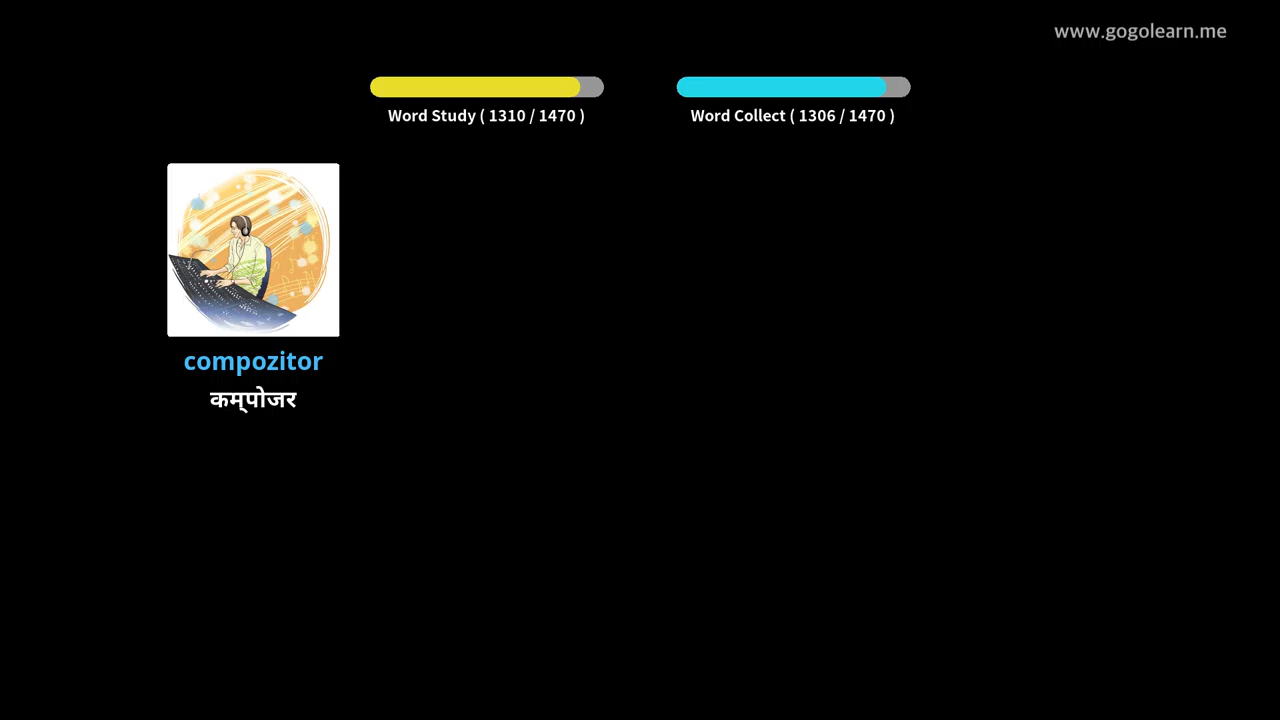 www.gogolearn.me
Word Study ( 1310 / 1470 )
Word Collect ( 1306 / 1470 )
compozitor
कम्पोजर